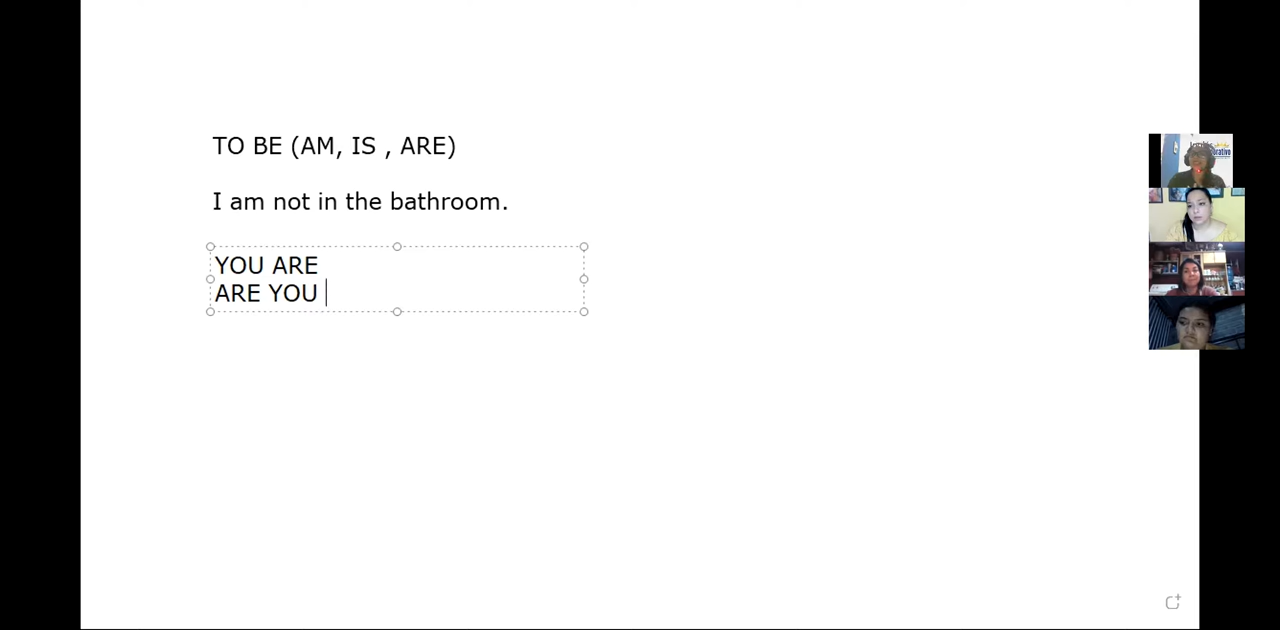 TO BE (AM, IS , ARE)
I am not in the bathroom.
YOU ARE
ARE YOU